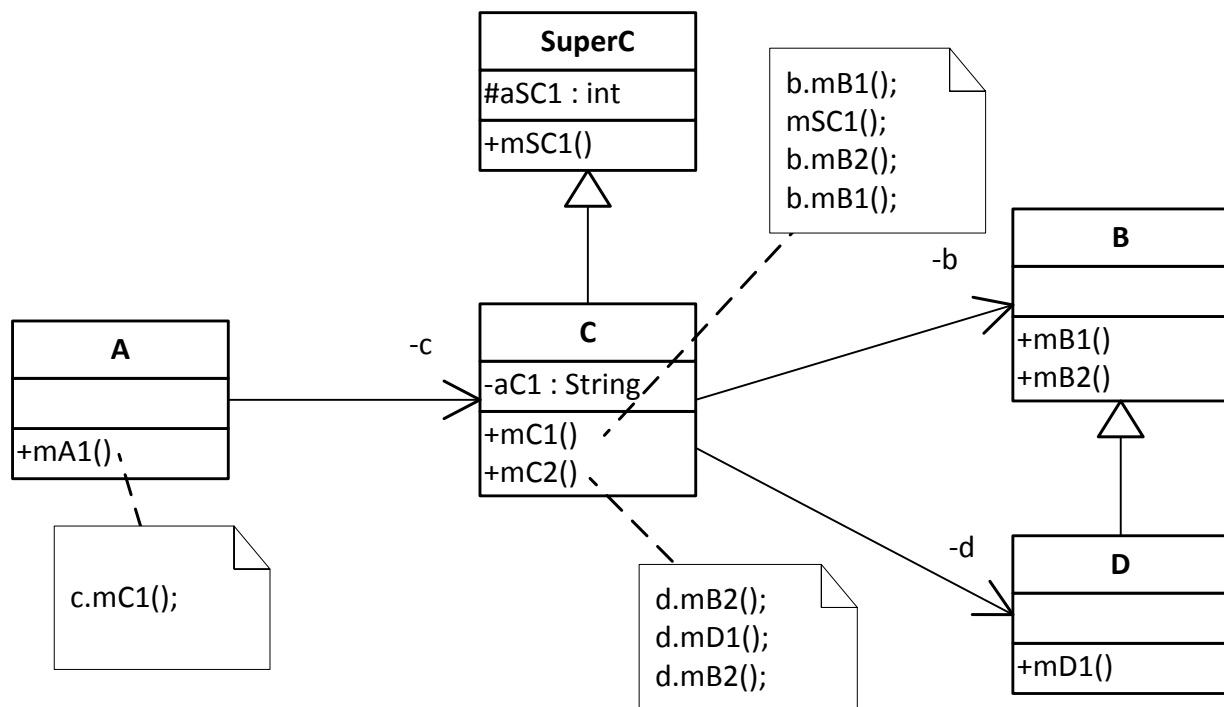 SuperC
#aSC1 : int
+mSC1()
b.mB1();
mSC1();
b.mB2();
b.mB1();
B
+mB1()
+mB2()
-b
A
+mA1()
-c
C
-aC1 : String
+mC1()
+mC2()
-d
D
+mD1()
c.mC1();
d.mB2();
d.mD1();
d.mB2();